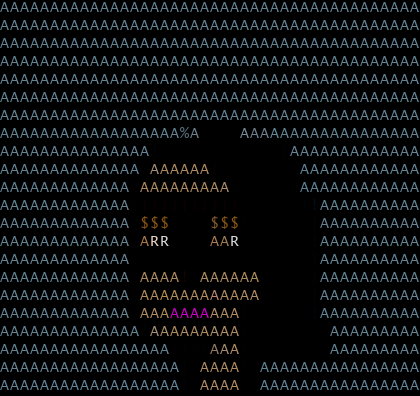 AAAAAAAAAAAAAAAAAAAAAAAAAAAAAAAAAAAAAAAAAA
AAAAAAAAAAAAAAAAAAAAAAAAAAAAAAAAAAAAAAAAAA
AAAAAAAAAAAAAAAAAAAAAAAAAAAAAAAAAAAAAAAAAA
AAAAAAAAAAAAAAAAAAAAAAAAAAAAAAAAAAAAAAAAAA
AAAAAAAAAAAAAAAAAAAAAAAAAAAAAAAAAAAAAAAAAA
AAAAAAAAAAAAAAAAAAAAAAAAAAAAAAAAAAAAAAAAAA
AAAAAAAAAAAAAAAAAAAAAAAAAAAAAAAAAAAAAAAAAA
AAAAAAAAAAAAAAAAAA%A    AAAAAAAAAAAAAAAAAA
AAAAAAAAAAAAAAA              AAAAAAAAAAAAA
AAAAAAAAAAAAAA AAAAAA         AAAAAAAAAAAA
AAAAAAAAAAAAA AAAAAAAAA       AAAAAAAAAAAA
AAAAAAAAAAAAA                   AAAAAAAAAA
AAAAAAAAAAAAA $$$    $$$        AAAAAAAAAA
AAAAAAAAAAAAA ARR    AAR        AAAAAAAAAA
AAAAAAAAAAAAA                   AAAAAAAAAA
AAAAAAAAAAAAA AAAA  AAAAAA      AAAAAAAAAA
AAAAAAAAAAAAA AAAAAAAAAAAA      AAAAAAAAAA
AAAAAAAAAAAAA AAAAAAAAAA        AAAAAAAAAA
AAAAAAAAAAAAAA AAAAAAAAA         AAAAAAAAA
AAAAAAAAAAAAAAAAA    AAA         AAAAAAAAA
AAAAAAAAAAAAAAAAAA  AAAA  AAAAAAAAAAAAAAAA
AAAAAAAAAAAAAAAAAA  AAAA  AAAAAAAAAAAAAAAA